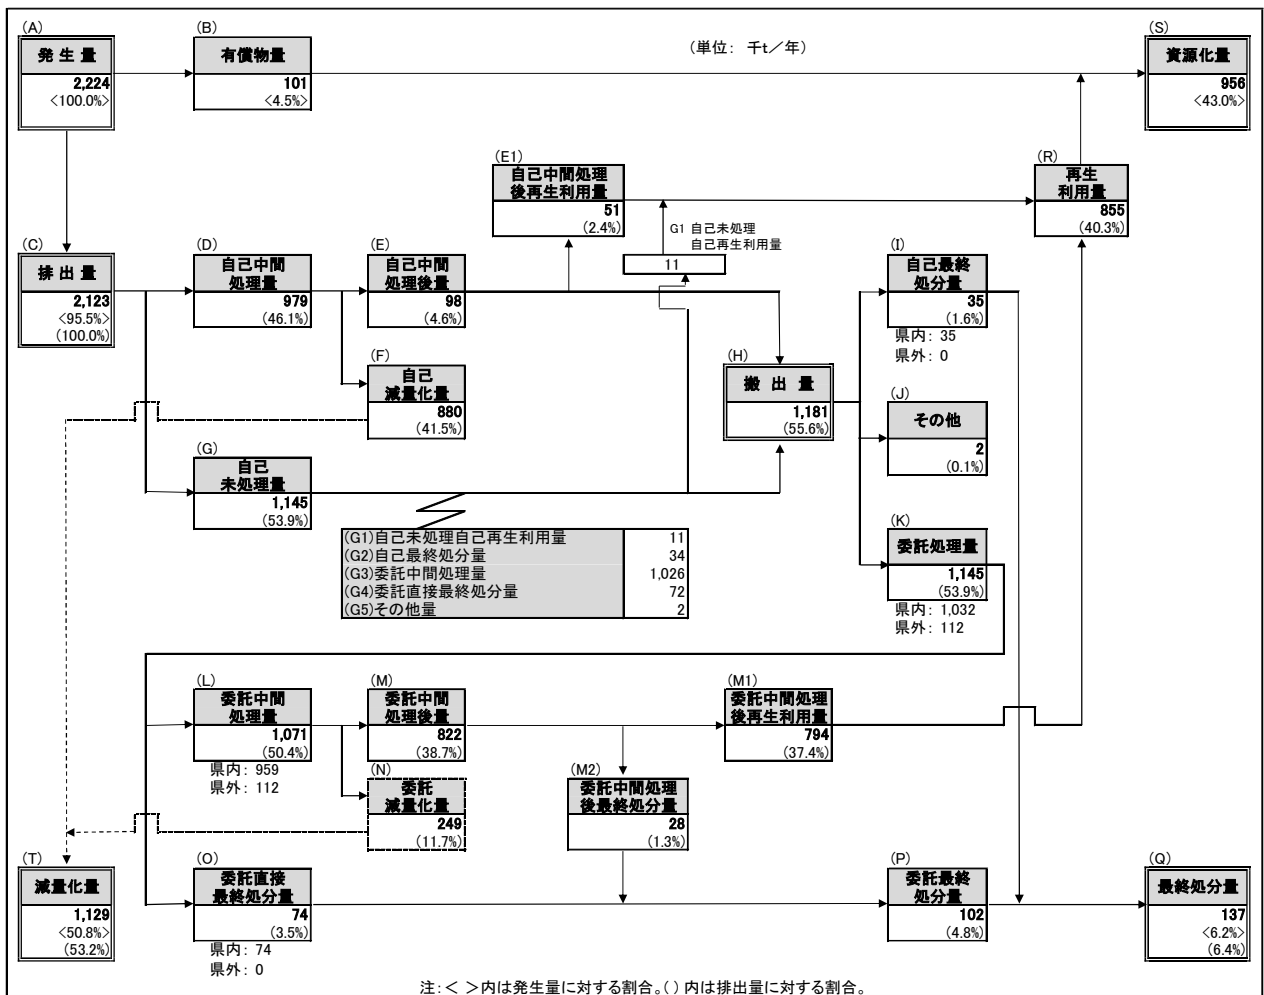 (A)
発 生 量
2,224
<100.0%>
(B)
有償物量
101
<4.5%>
(単位: 千t/年)
(S)
資源化量
956
<43.0%>
(E1)
自己中間処理
後再生利用量
51
(2.4%)
G1 自己未処理
自己再生利用量
11
(R)
再生
利用量
855
(40.3%)
(C)
排 出 量
2,123
<95.5%>
(100.0%)
(D)
自己中間
処理量
979
(46.1%)
(E)
自己中間
処理後量
98
(4.6%)
(I)
自己最終
処分量
35
(1.6%)
県内: 35
県外: 0
(F)
自己
減量化量
880
(41.5%)
(H)
搬 出 量
1,181
(55.6%)
(J)
その他
2
(0.1%)
(G)
自己
未処理量
1,145
(53.9%)
(G1)自己未処理自己再生利用量 11
(G2)自己最終処分量 34
(G3)委託中間処理量 1,026
(G4)委託直接最終処分量 72
(G5)その他量 2
(K)
委託処理量
1,145
(53.9%)
県内: 1,032
県外: 112
(L)
委託中間
処理量
1,071
(50.4%)
県内: 959
県外: 112
(M)
委託中間
処理後量
822
(38.7%)
(M1)
委託中間処理
後再生利用量
794
(37.4%)
(N)
委託
減量化量
249
(11.7%)
(M2)
委託中間処理
後最終処分量
28
(1.3%)
(T)
減量化量
1,129
<50.8%>
(53.2%)
(O)
委託直接
最終処分量
74
(3.5%)
県内: 74
県外: 0
(P)
委託最終
処分量
102
(4.8%)
(Q)
最終処分量
137
<6.2%>
(6.4%)
注:< >内は発生量に対する割合。( )内は排出量に対する割合。